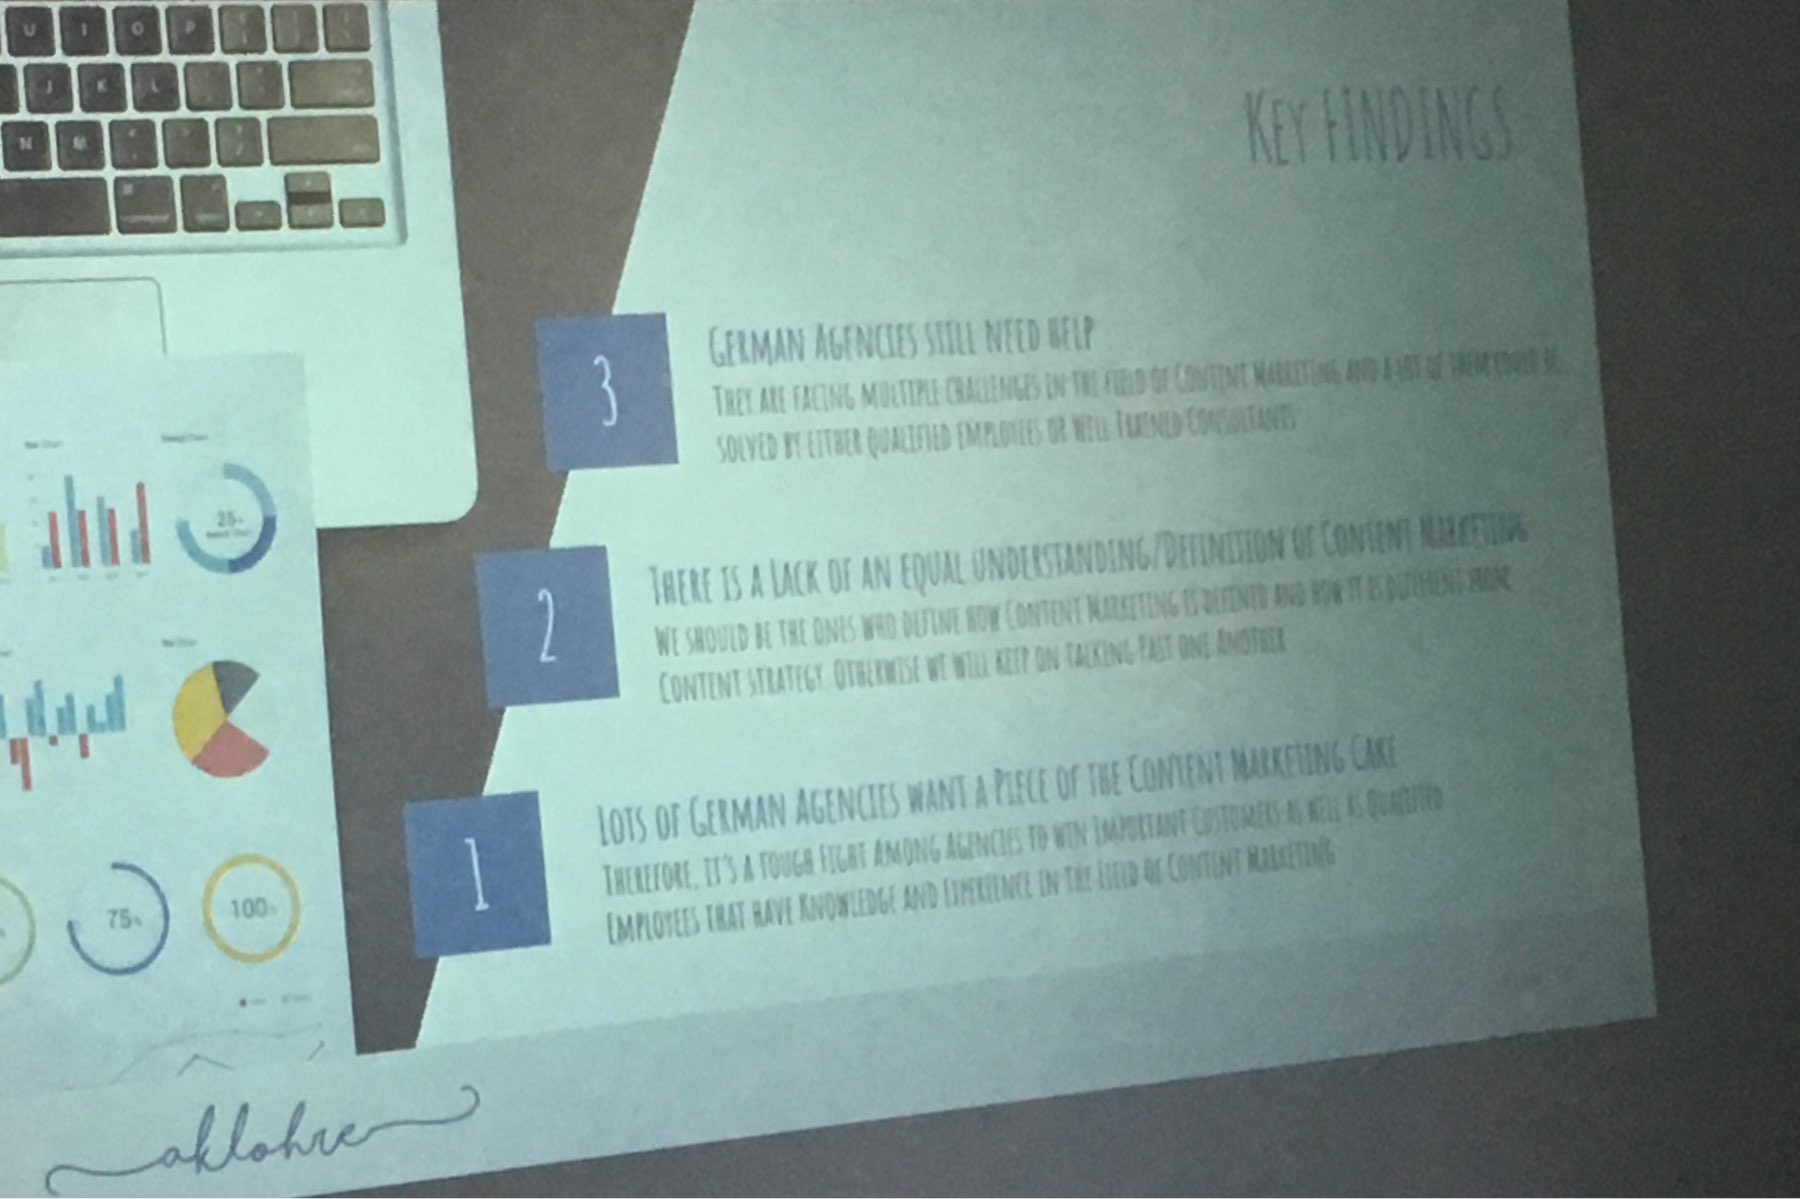 U I O P
J K L
N M
KEY FINDINGS
3
GERMAN AGENCIES STILL NEED HELP
THEY ARE FACING MULTIPLE CHALLENGES IN THE FIELD OF CONTENT MARKETING AND A LOT OF THEM COULD BE
SOLVED BY EITHER QUALIFIED EMPLOYEES OR WELL TRAINED CONSULTANTS
2
THERE IS A LACK OF AN EQUAL UNDERSTANDING/DEFINITION OF CONTENT MARKETING
WE SHOULD BE THE ONES WHO DEFINE HOW CONTENT MARKETING IS DEFINED AND HOW IT IS DIFFERENT FROM
CONTENT STRATEGY. OTHERWISE WE WILL KEEP ON TALKING PAST ONE ANOTHER
1
LOTS OF GERMAN AGENCIES WANT A PIECE OF THE CONTENT MARKETING CAKE
THEREFORE, IT'S A TOUGH FIGHT AMONG AGENCIES TO WIN IMPORTANT CUSTOMERS AS WELL AS QUALIFIED
EMPLOYEES THAT HAVE KNOWLEDGE AND EXPERIENCE IN THE FIELD OF CONTENT MARKETING
25%
75%
100%
aklohre